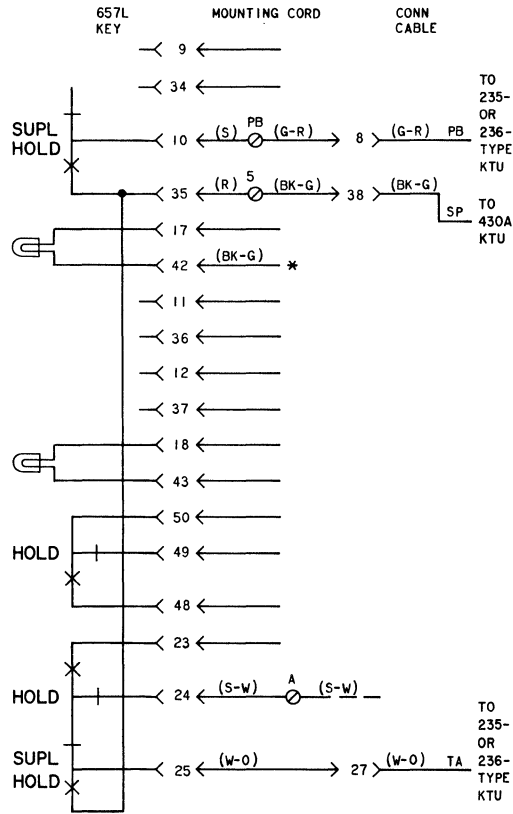 657L KEY MOUNTING CORD CONN CABLE
9
34
SUPL HOLD
10 (S) PB (G-R) 8 (G-R) PB
TO 235- OR 236- TYPE KTU
35 (R) 5 (BK-G) 38 (BK-G) SP
TO 430A KTU
17
42 (BK-G) *
11
36
12
37
18
43
50
HOLD 49
48
23
HOLD 24 (S-W) A (S-W)
SUPL HOLD 25 (W-O) 27 (W-O) TA
TO 235- OR 236- TYPE KTU